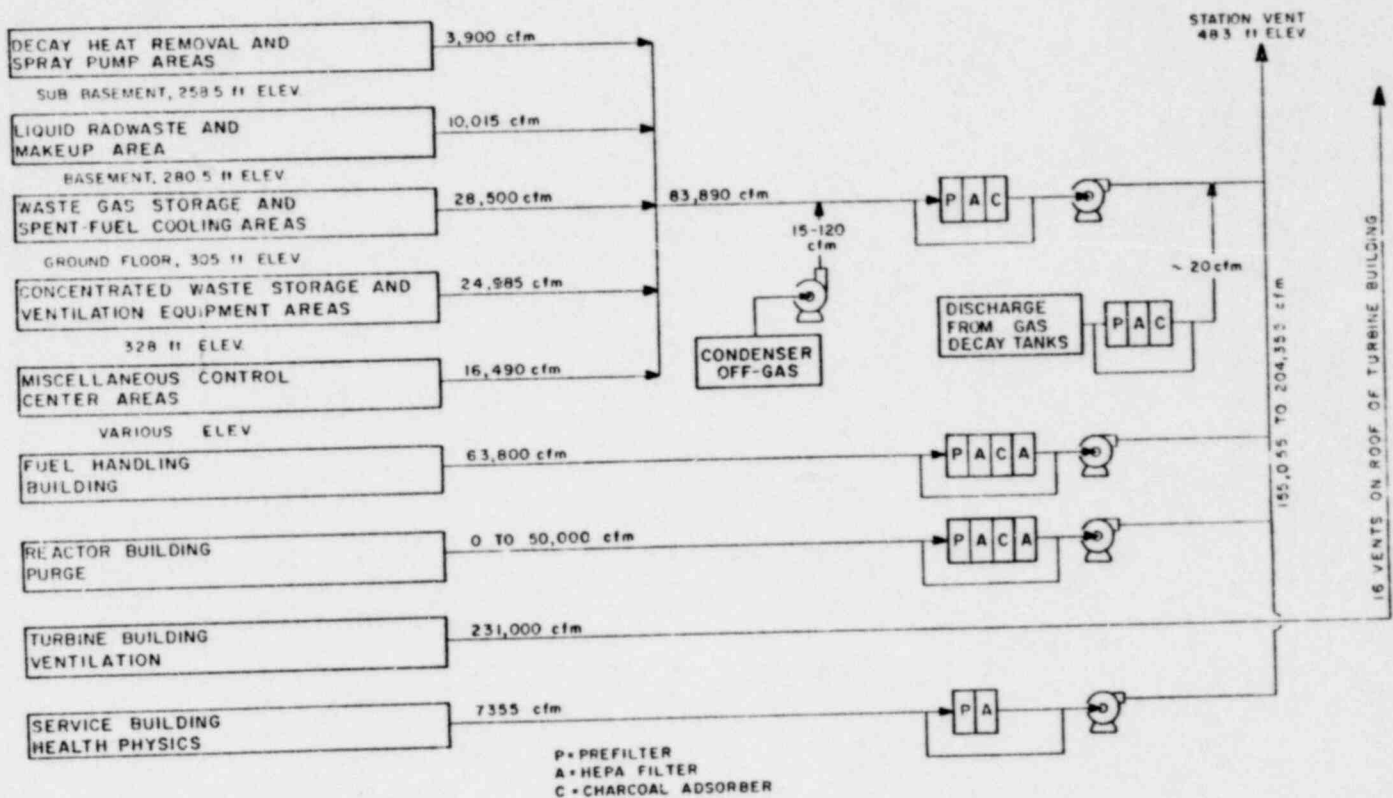 STATION VENT
483 ft ELEV
DECAY HEAT REMOVAL AND
SPRAY PUMP AREAS
3,900 cfm
SUB BASEMENT, 258.5 ft ELEV.
LIQUID RADWASTE AND
MAKEUP AREA
10,015 cfm
BASEMENT, 280.5 ft ELEV.
WASTE GAS STORAGE AND
SPENT-FUEL COOLING AREAS
28,500 cfm
83,890 cfm
GROUND FLOOR, 305 ft ELEV
CONCENTRATED WASTE STORAGE AND
VENTILATION EQUIPMENT AREAS
24,985 cfm
328 ft ELEV.
MISCELLANEOUS CONTROL
CENTER AREAS
16,490 cfm
VARIOUS ELEV
15-120
cfm
CONDENSER
OFF-GAS
P A C
DISCHARGE
FROM GAS
DECAY TANKS
P A C
~ 20 cfm
FUEL HANDLING
BUILDING
63,800 cfm
P A C A
REACTOR BUILDING
PURGE
0 TO 50,000 cfm
P A C A
TURBINE BUILDING
VENTILATION
231,000 cfm
SERVICE BUILDING
HEALTH PHYSICS
7355 cfm
P A
155,055 TO 204,355 cfm
16 VENTS ON ROOF OF TURBINE BUILDING
P = PREFILTER
A = HEPA FILTER
C = CHARCOAL ADSORBER